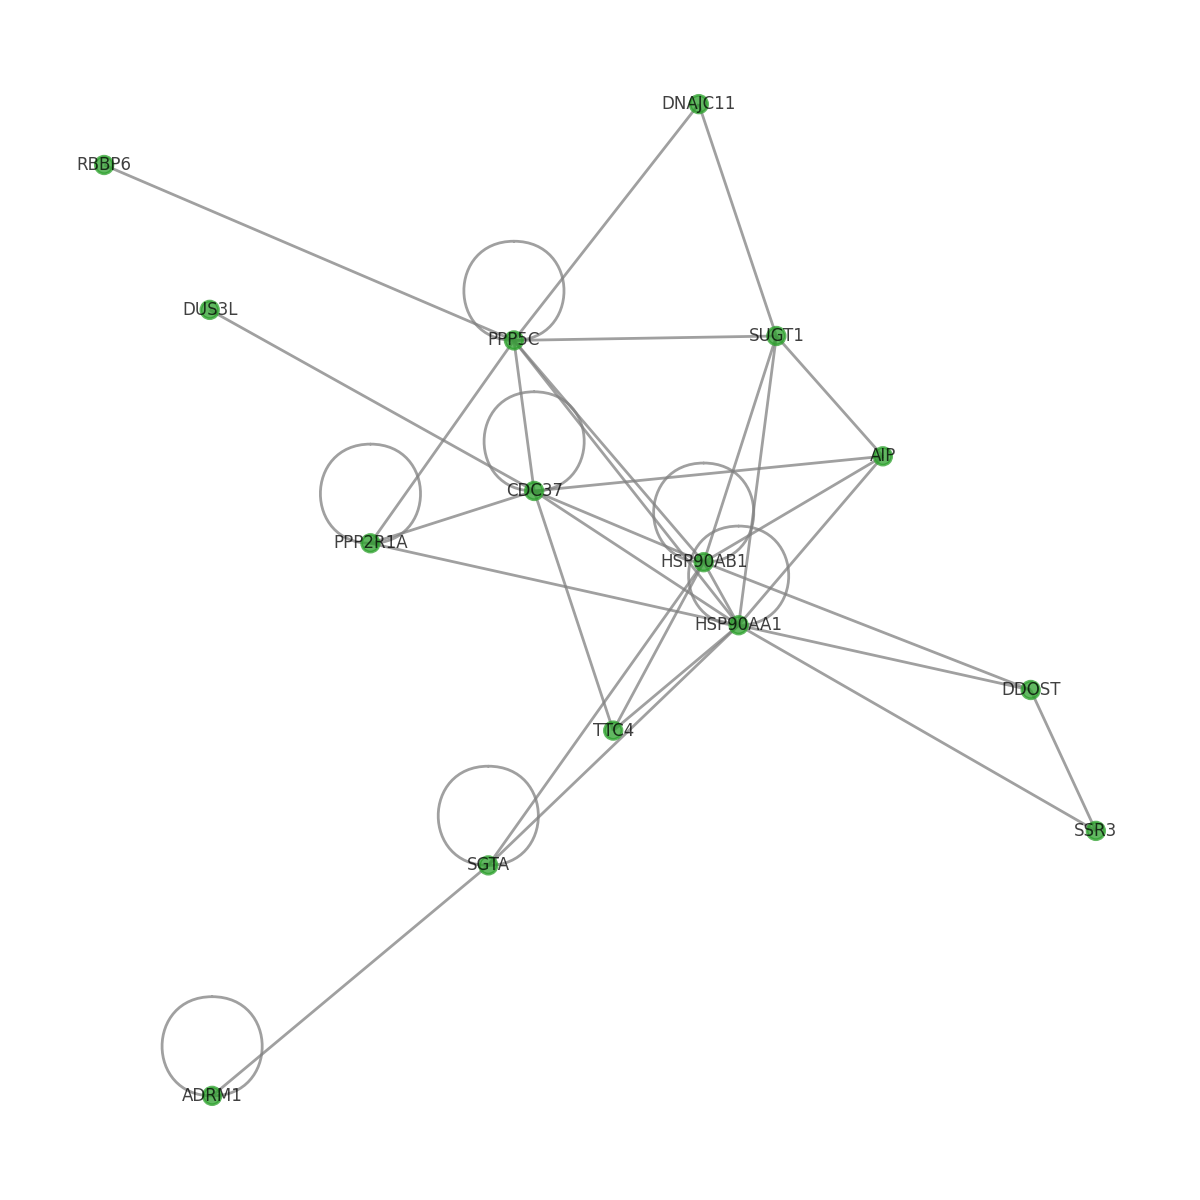 DNAJC11
RBBP6
DUS3L
PPP5C
SUGT1
AIP
CDC37
PPP2R1A
HSP90AB1
HSP90AA1
DDOST
TTC4
SSR3
SGTA
ADRM1